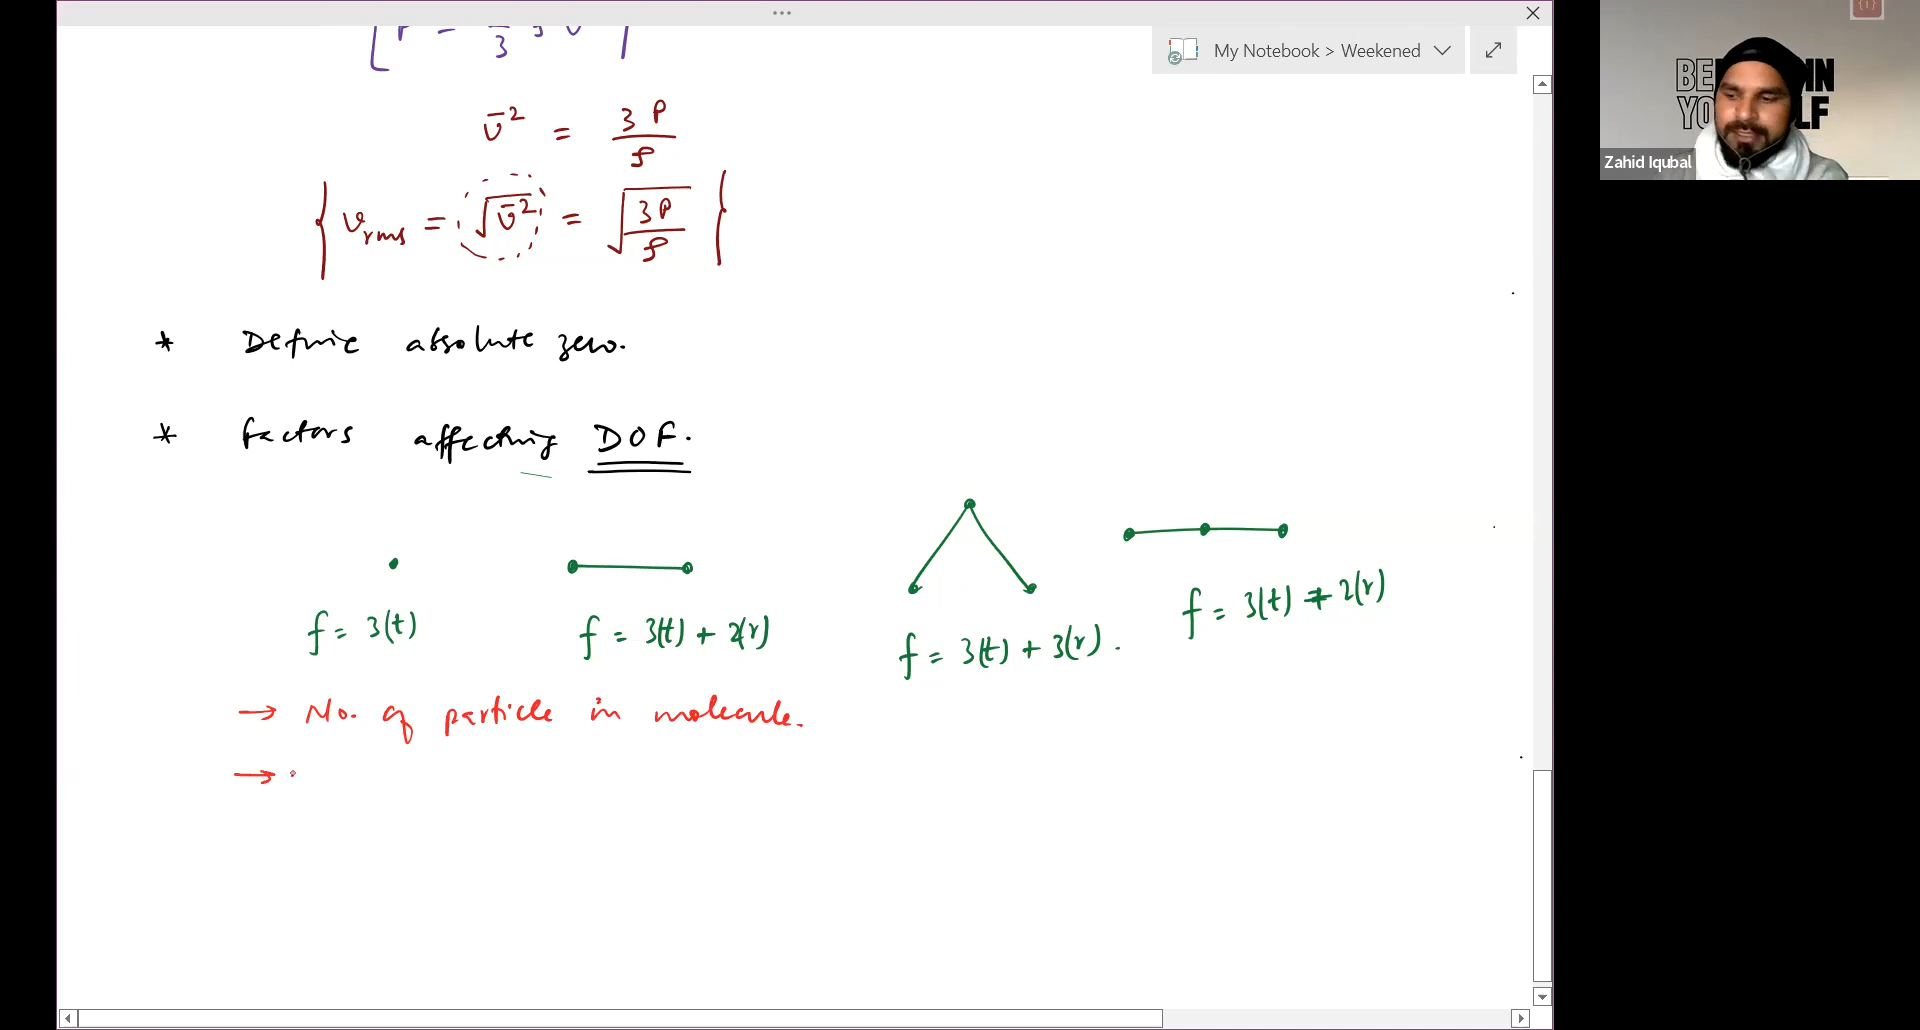 My Notebook > Weekened
Zahid Iqubal
v̄² = 3P/ρ
v_rms = √v̄² = √(3P/ρ)
* Define absolute zero.
* factors affecting DOF.
f = 3(t)
f = 3(t) + 2(r)
f = 3(t) + 3(r).
f = 3(t) + 2(r)
→ No. of particle in molecule.
→